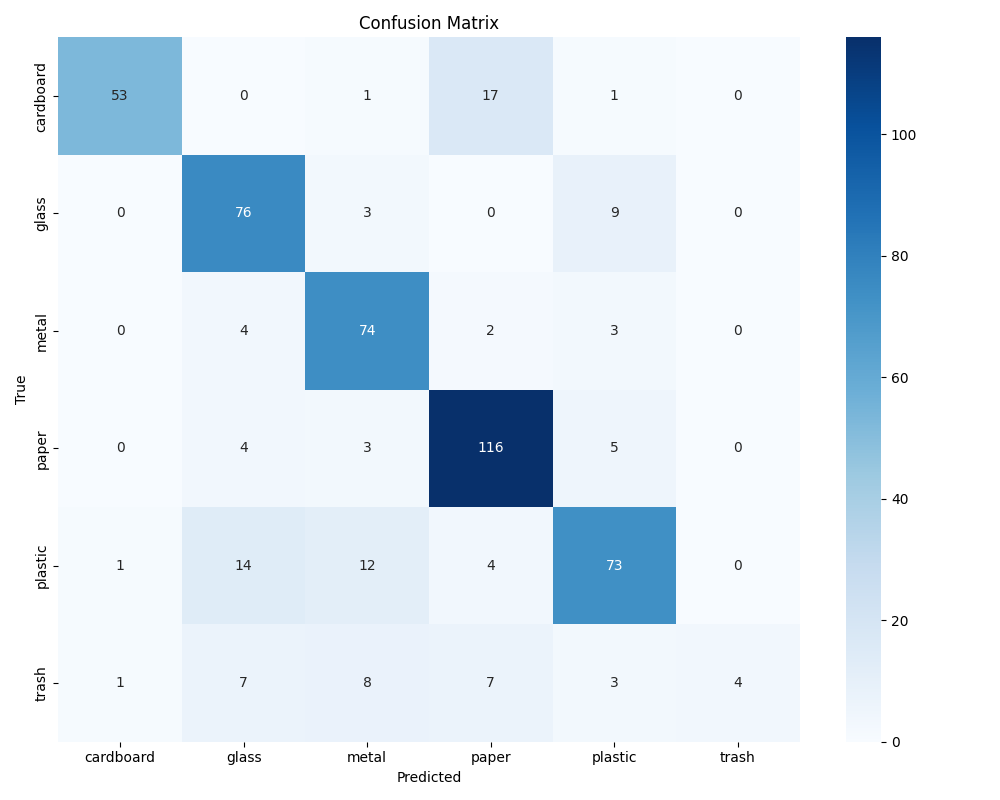 Confusion Matrix
cardboard 53 0 1 17 1 0
glass 0 76 3 0 9 0
metal 0 4 74 2 3 0
paper 0 4 3 116 5 0
plastic 1 14 12 4 73 0
trash 1 7 8 7 3 4
True
cardboard glass metal paper plastic trash
Predicted
100
80
60
40
20
0